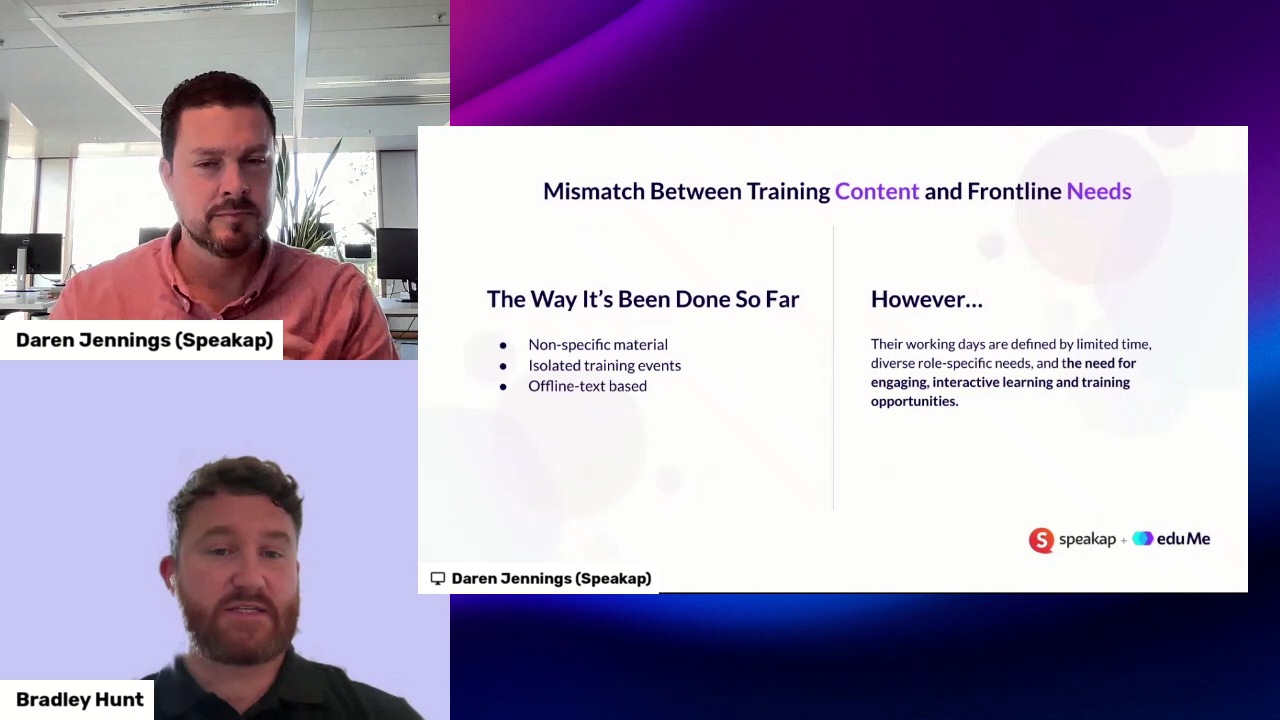 Mismatch Between Training Content and Frontline Needs
The Way It's Been Done So Far
● Non-specific material
● Isolated training events
● Offline-text based
However...
Their working days are defined by limited time,
diverse role-specific needs, and the need for
engaging, interactive learning and training
opportunities.
S speakap + eduMe
Daren Jennings (Speakap)
Daren Jennings (Speakap)
Bradley Hunt